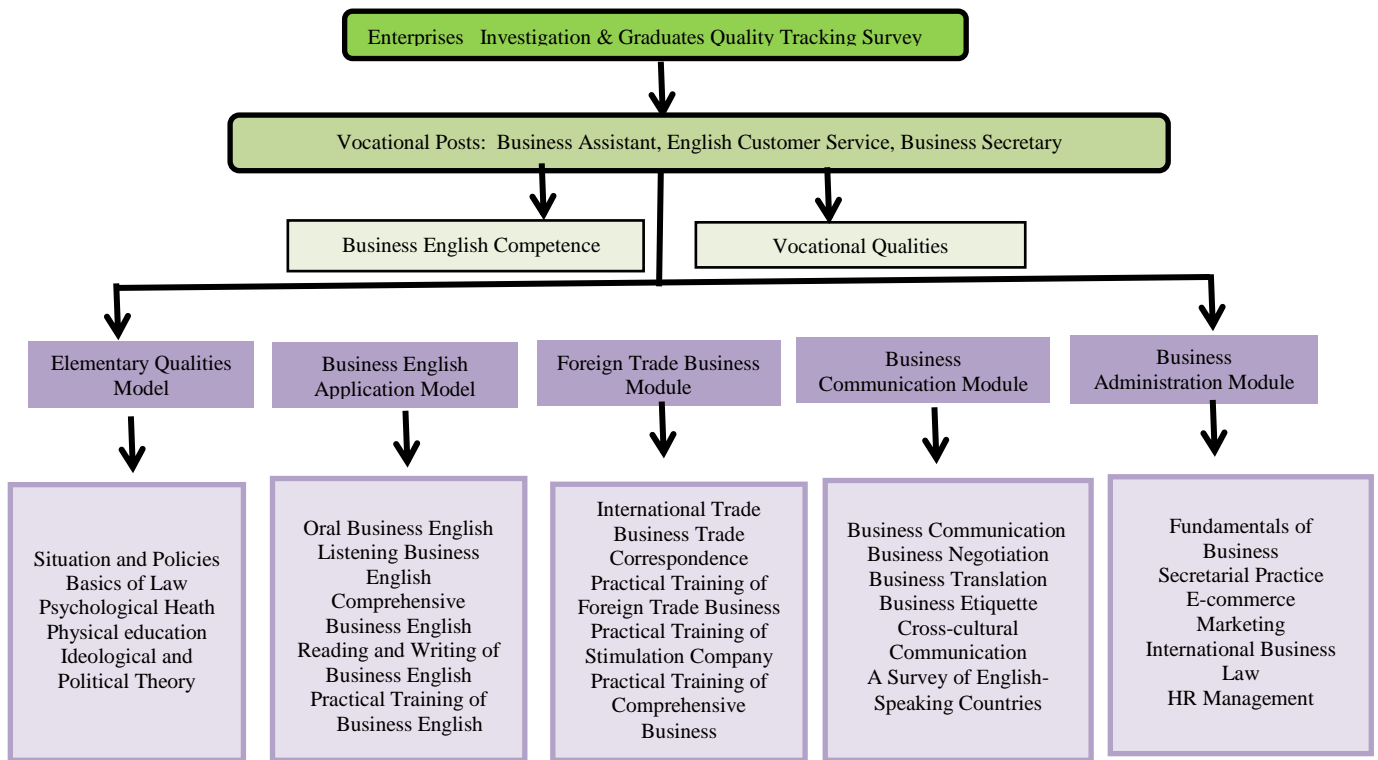 Enterprises Investigation & Graduates Quality Tracking Survey
Vocational Posts: Business Assistant, English Customer Service, Business Secretary
Business English Competence
Vocational Qualities
Elementary Qualities
Model
Business English
Application Model
Foreign Trade Business
Module
Business
Communication Module
Business
Administration Module
Situation and Policies
Basics of Law
Psychological Heath
Physical education
Ideological and
Political Theory
Oral Business English
Listening Business
English
Comprehensive
Business English
Reading and Writing of
Business English
Practical Training of
Business English
International Trade
Business Trade
Correspondence
Practical Training of
Foreign Trade Business
Practical Training of
Stimulation Company
Practical Training of
Comprehensive
Business
Business Communication
Business Negotiation
Business Translation
Business Etiquette
Cross-cultural
Communication
A Survey of English-
Speaking Countries
Fundamentals of
Business
Secretarial Practice
E-commerce
Marketing
International Business
Law
HR Management